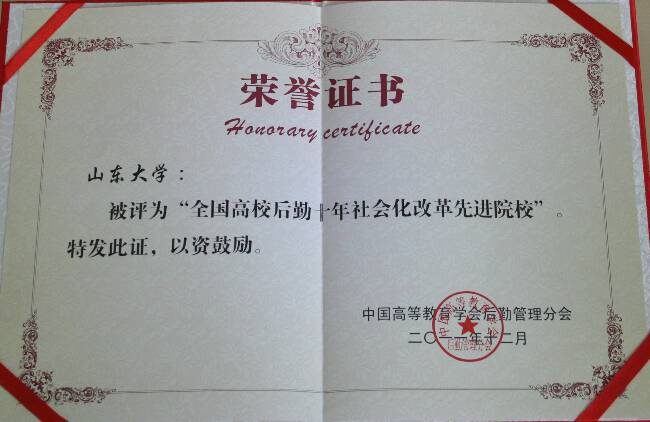 荣誉证书
Honorary certificate
山东大学：
被评为“全国高校后勤十年社会化改革先进院校”。
特发此证，以资鼓励。
中国高等教育学会后勤管理分会
二〇一一年十二月